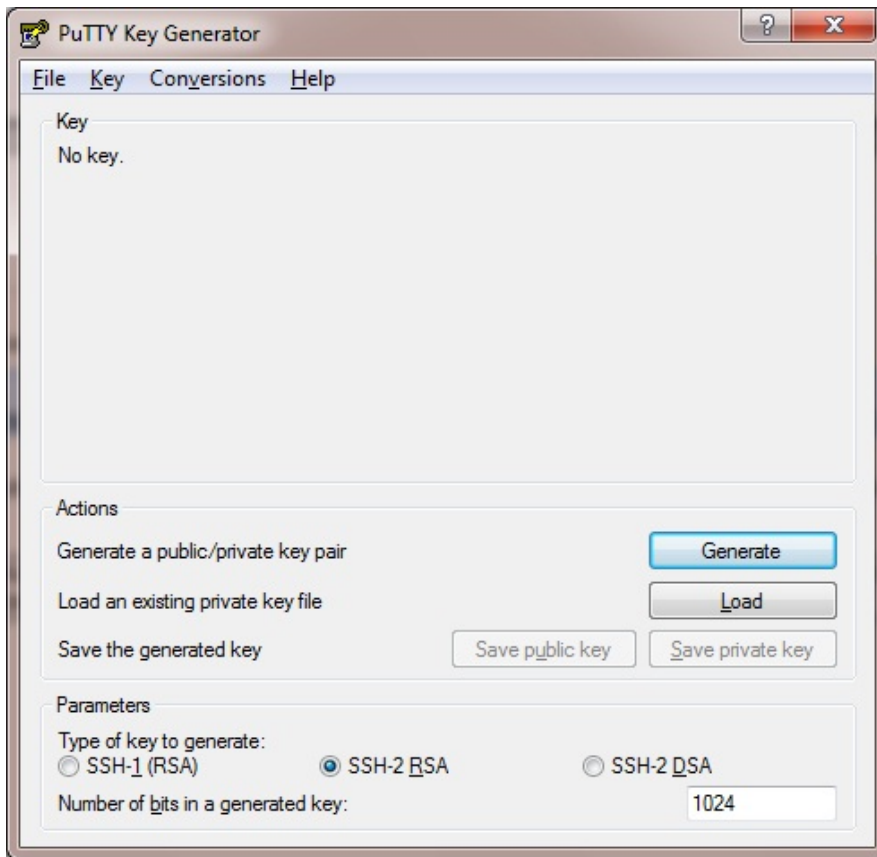 PuTTY Key Generator
? X
File Key Conversions Help
Key
No key.
Actions
Generate a public/private key pair Generate
Load an existing private key file Load
Save the generated key Save public key Save private key
Parameters
Type of key to generate:
SSH-1 (RSA) SSH-2 RSA SSH-2 DSA
Number of bits in a generated key: 1024